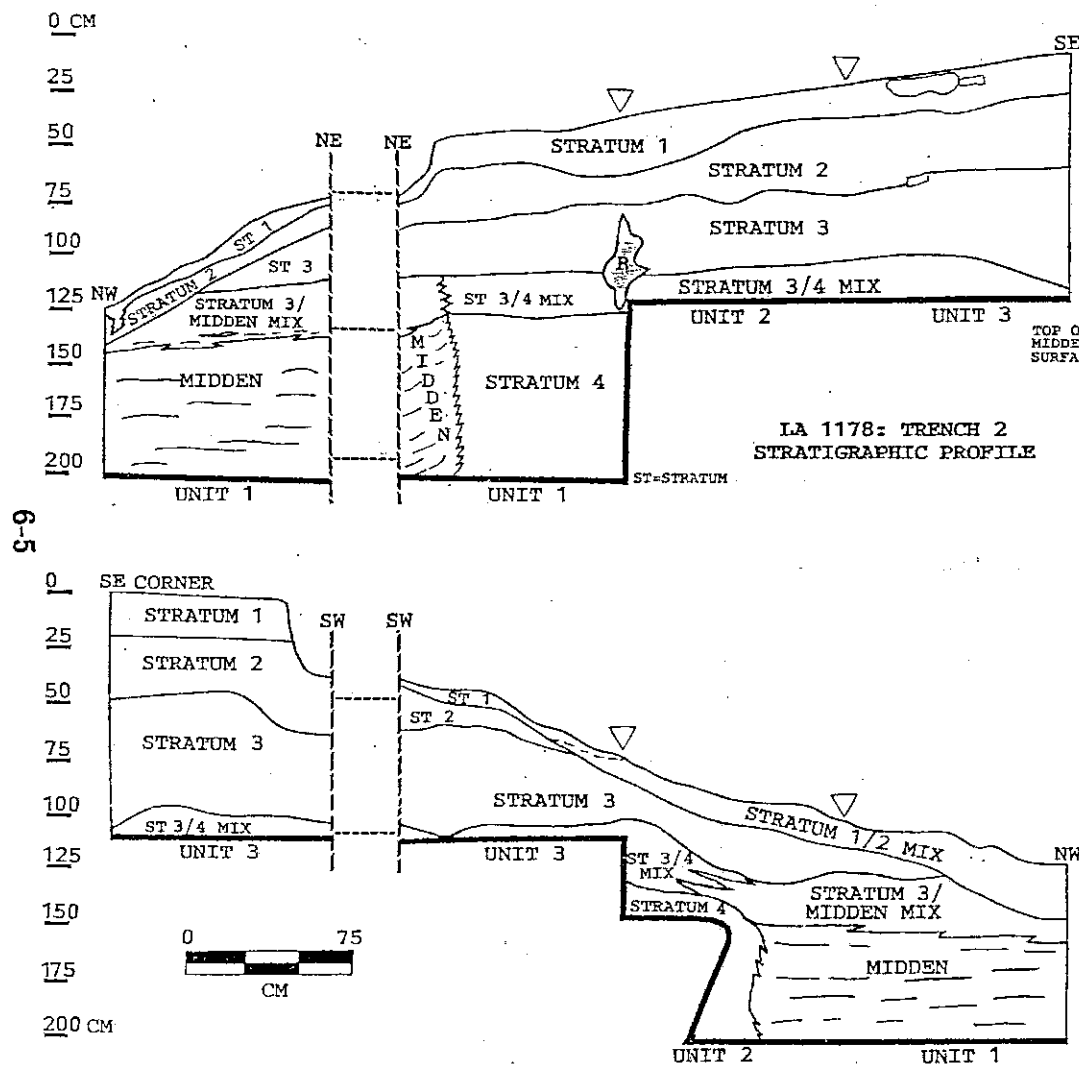 0 CM
25
50
75
100
125
150
175
200
SE
NE NE
NW
STRATUM 1
STRATUM 2
STRATUM 3
STRATUM 3/4 MIX
ST 1
STRATUM 2
ST 3
STRATUM 3/
MIDDEN MIX
MIDDEN
MIDDEN
R
ST 3/4 MIX
STRATUM 4
UNIT 1
UNIT 1
UNIT 2
UNIT 3
TOP O
MIDDE
SURFA
LA 1178: TRENCH 2
STRATIGRAPHIC PROFILE
ST=STRATUM
6-5
0
25
50
75
100
125
150
175
200 CM
SE CORNER
SW SW
NW
STRATUM 1
STRATUM 2
STRATUM 3
ST 3/4 MIX
UNIT 3
ST 1
ST 2
STRATUM 3
STRATUM 1/2 MIX
ST 3/4
MIX
STRATUM 3/
MIDDEN MIX
STRATUM 4
MIDDEN
UNIT 3
UNIT 2
UNIT 1
0 75
CM